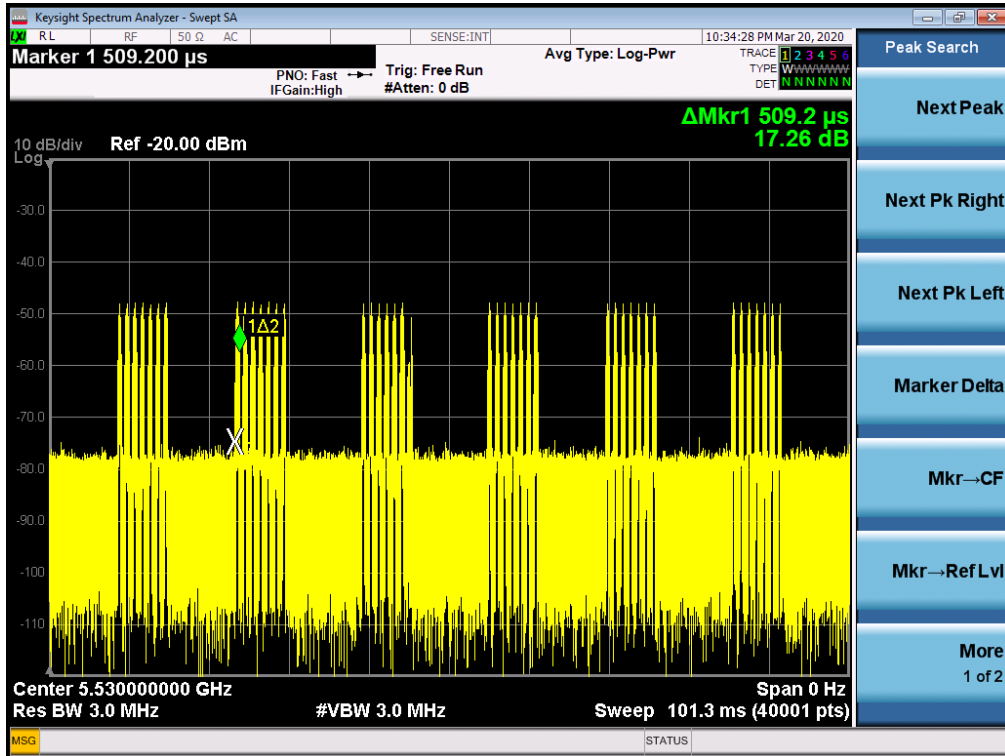 Keysight Spectrum Analyzer - Swept SA
LXI RL RF 50 Ω AC SENSE:INT 10:34:28 PM Mar 20, 2020
Marker 1 509.200 µs
PNO: Fast
IFGain:High
Trig: Free Run
#Atten: 0 dB
Avg Type: Log-Pwr
TRACE 1 2 3 4 5 6
TYPE WWWWWW
DET N N N N N N
ΔMkr1 509.2 µs
17.26 dB
10 dB/div Ref -20.00 dBm
Log
-30.0
-40.0
-50.0
-60.0
-70.0
-80.0
-90.0
-100
-110
1Δ2
X
Center 5.530000000 GHz Span 0 Hz
Res BW 3.0 MHz #VBW 3.0 MHz Sweep 101.3 ms (40001 pts)
MSG STATUS
Peak Search
Next Peak
Next Pk Right
Next Pk Left
Marker Delta
Mkr→CF
Mkr→Ref Lvl
More
1 of 2